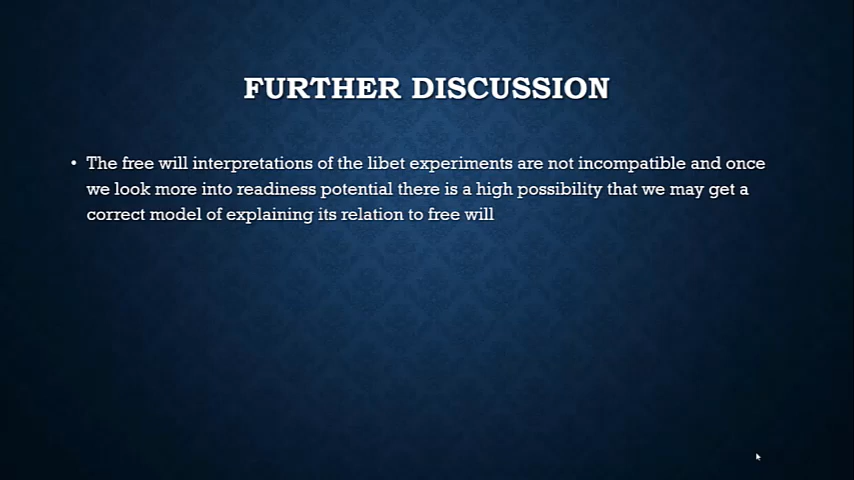 FURTHER DISCUSSION
• The free will interpretations of the libet experiments are not incompatible and once
we look more into readiness potential there is a high possibility that we may get a
correct model of explaining its relation to free will